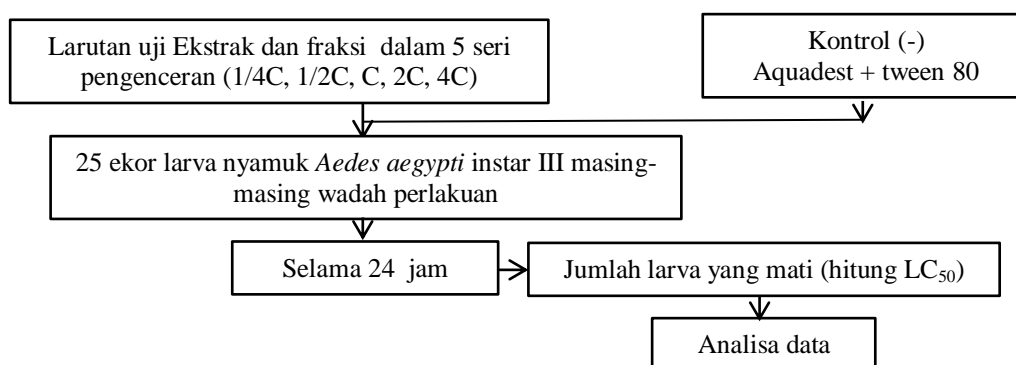 Larutan uji Ekstrak dan fraksi dalam 5 seri
pengenceran (1/4C, 1/2C, C, 2C, 4C)
Kontrol (-)
Aquadest + tween 80
25 ekor larva nyamuk Aedes aegypti instar III masing-
masing wadah perlakuan
Selama 24 jam
Jumlah larva yang mati (hitung LC₅₀)
Analisa data